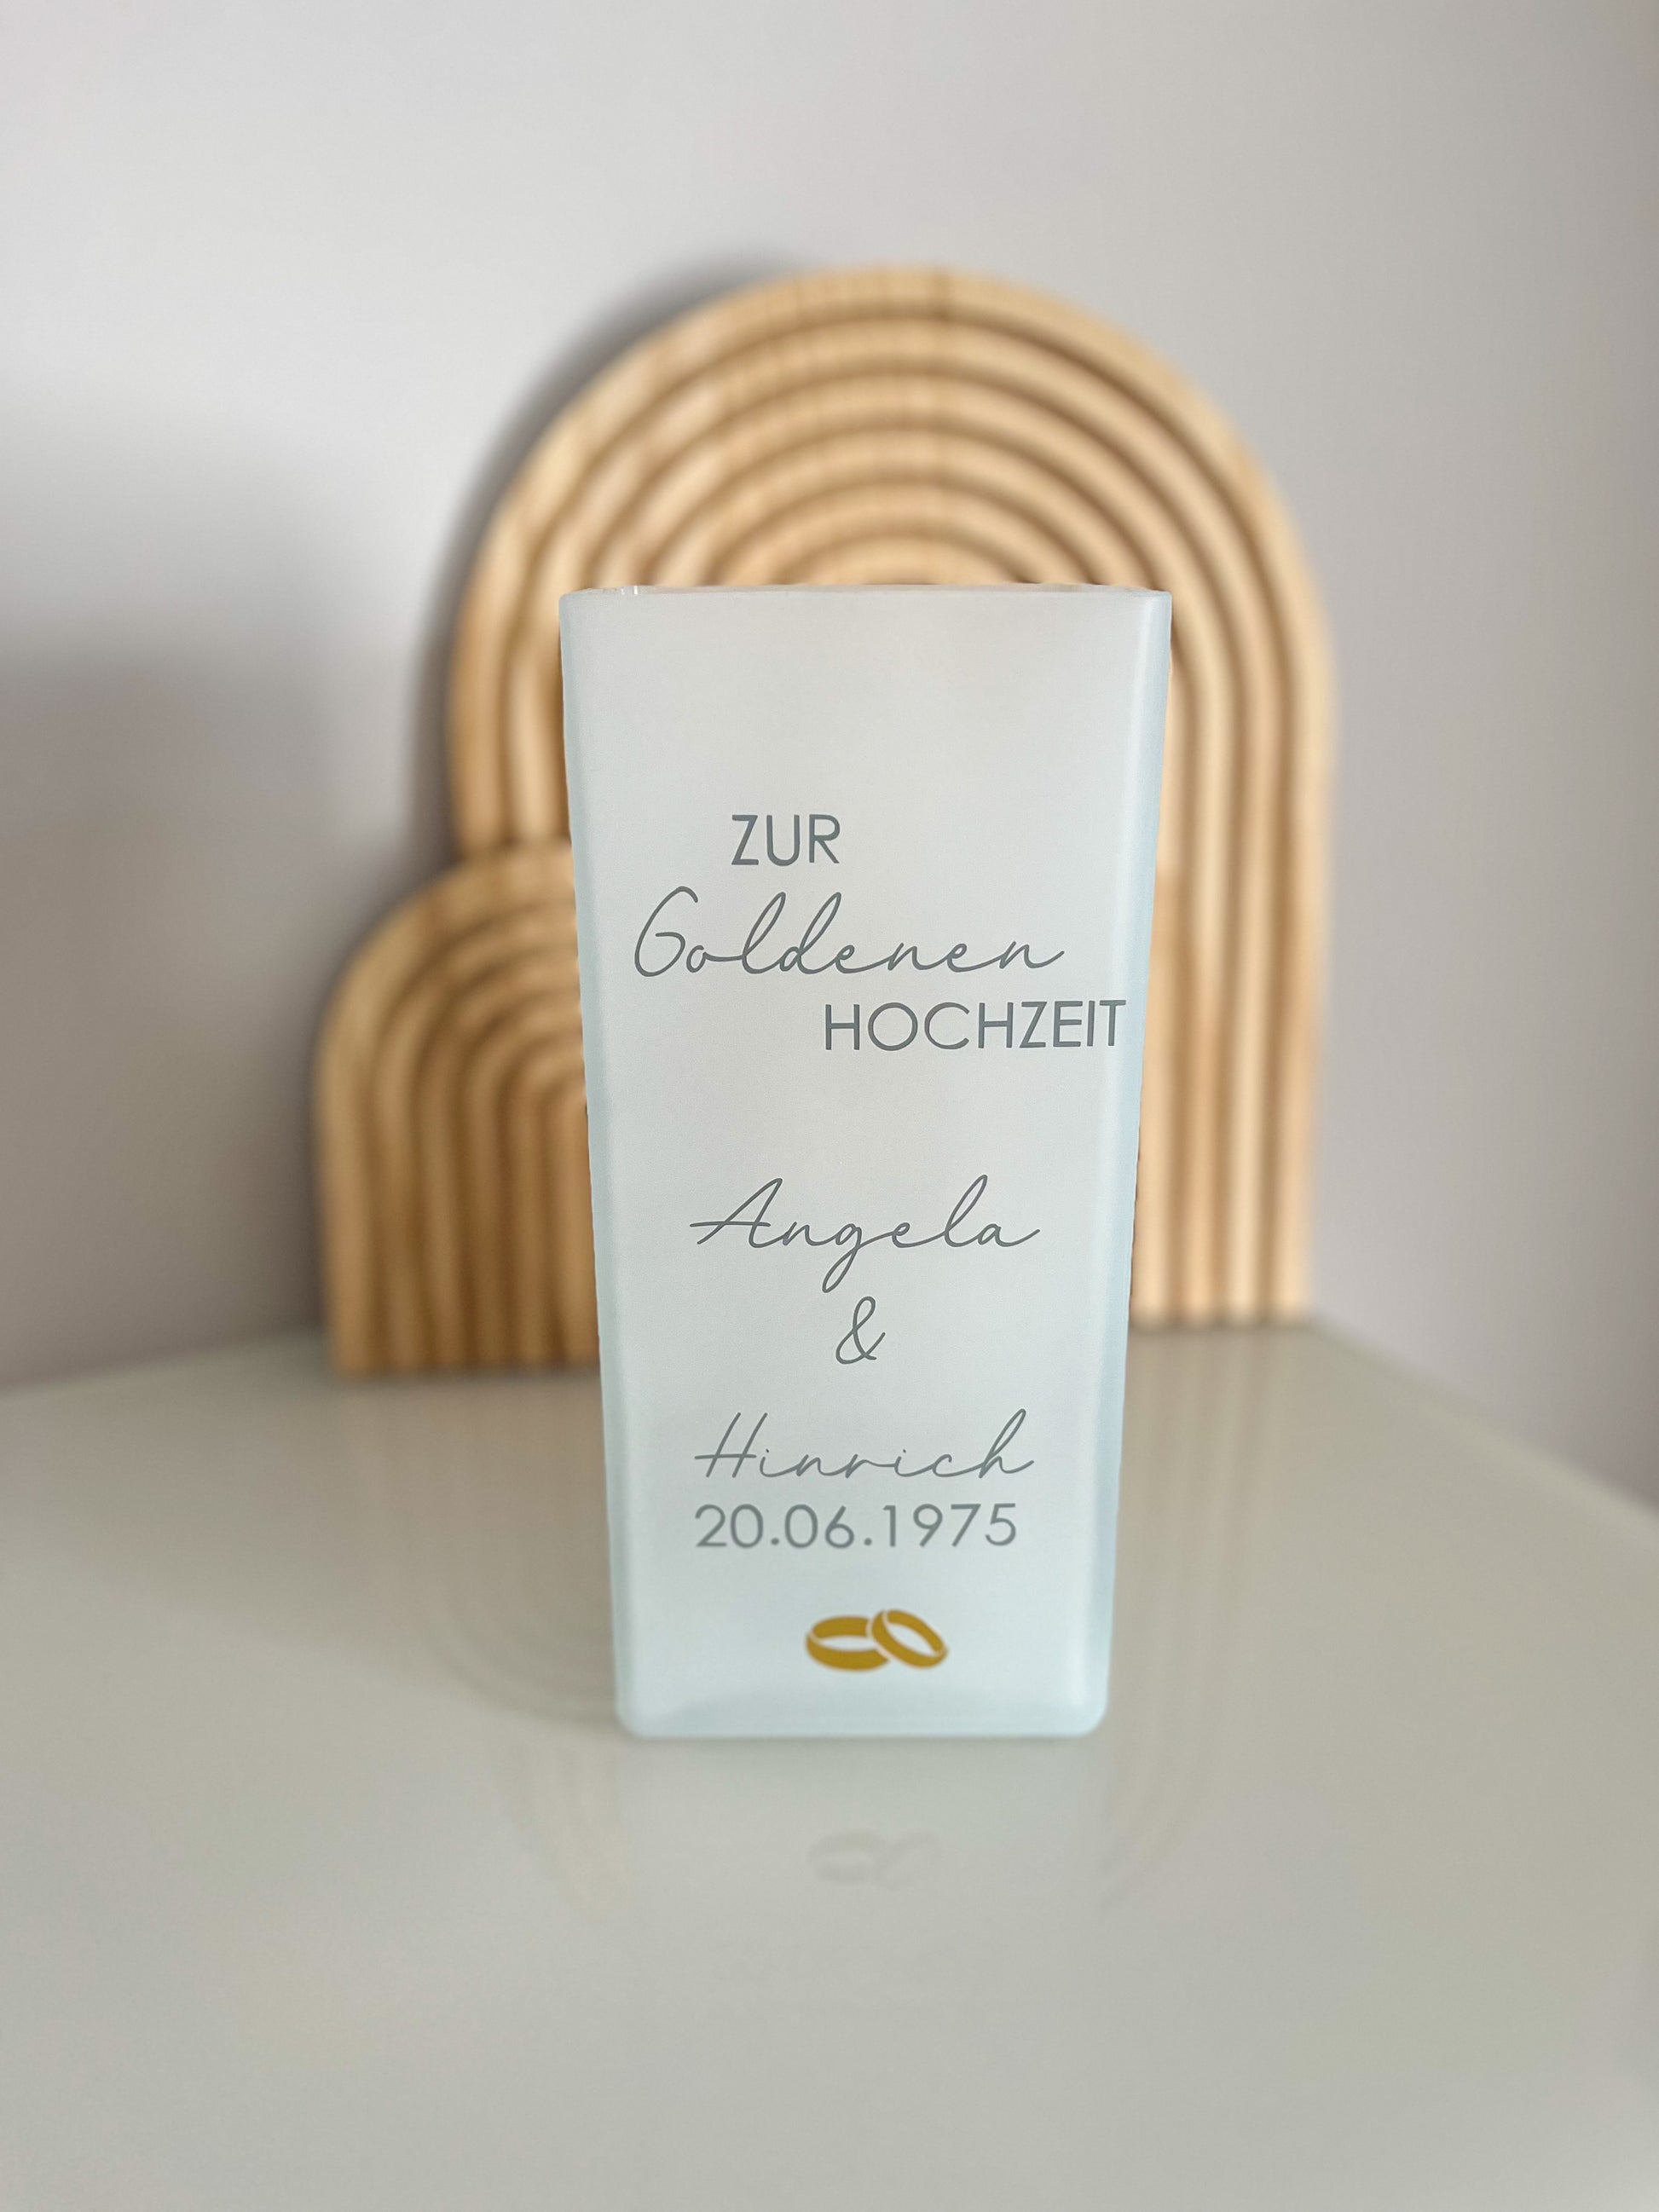 ZUR
Goldenen
HOCHZEIT
Angela
&
Hinrich
20.06.1975